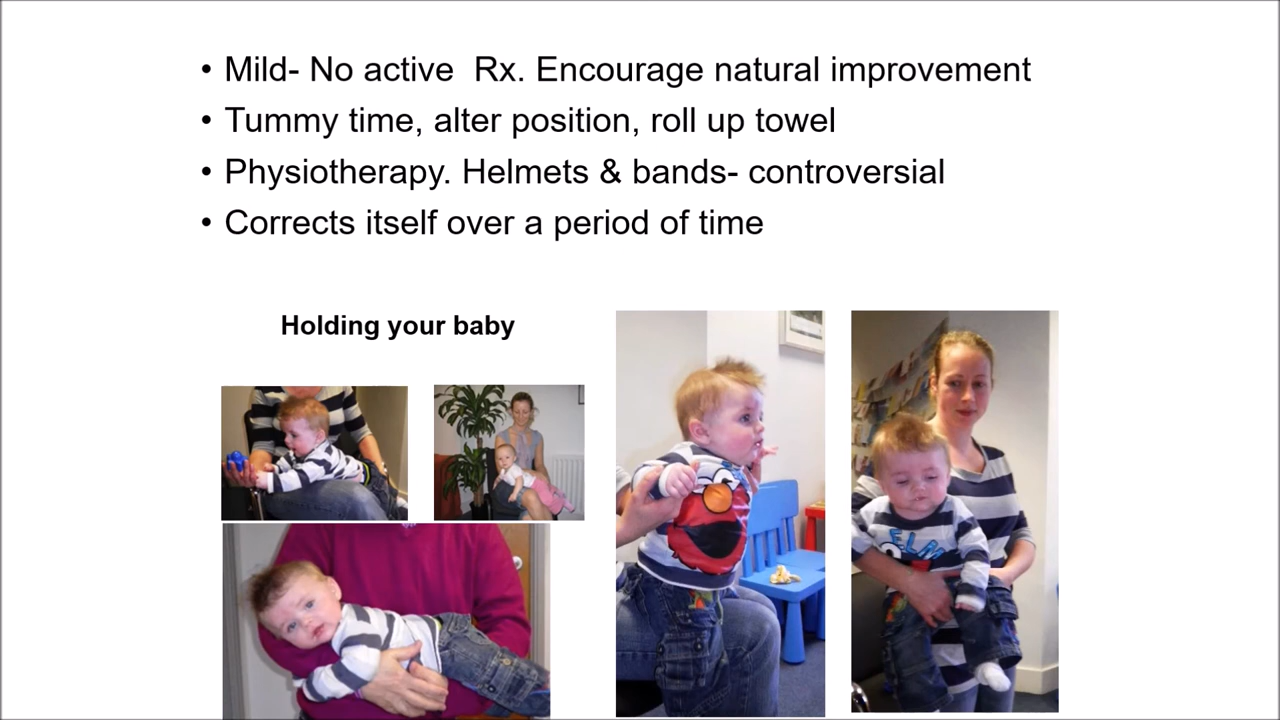 • Mild- No active  Rx. Encourage natural improvement
• Tummy time, alter position, roll up towel
• Physiotherapy. Helmets & bands- controversial
• Corrects itself over a period of time
Holding your baby
ELM